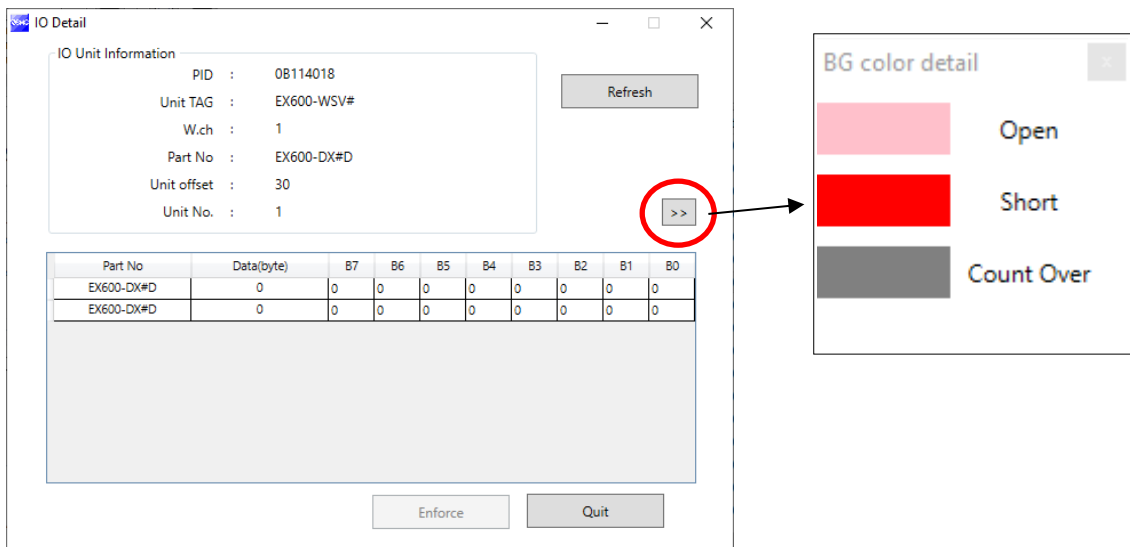 IO Detail
IO Unit Information
PID : 0B114018
Unit TAG : EX600-WSV#
W.ch : 1
Part No : EX600-DX#D
Unit offset : 30
Unit No. : 1
Refresh
>>
Part No Data(byte) B7 B6 B5 B4 B3 B2 B1 B0
EX600-DX#D 0 0 0 0 0 0 0 0 0
EX600-DX#D 0 0 0 0 0 0 0 0 0
Enforce Quit
BG color detail x
Open
Short
Count Over